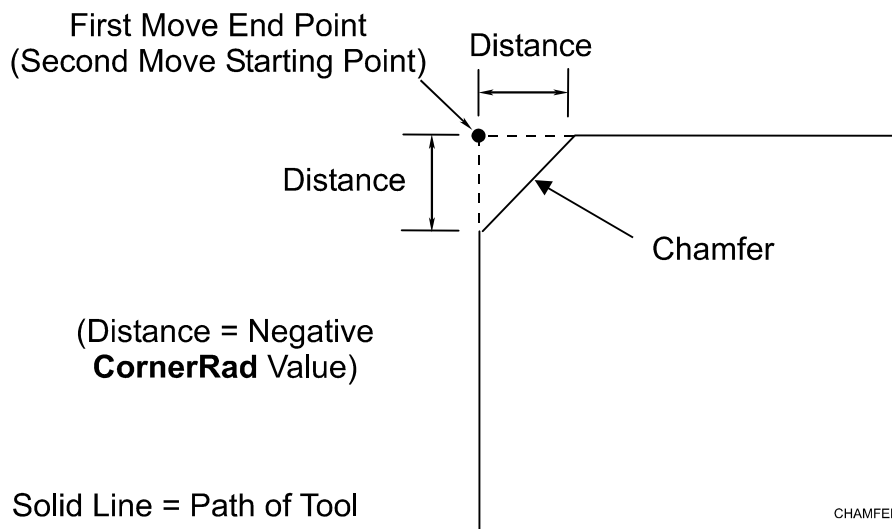 First Move End Point
(Second Move Starting Point)
Distance
Distance
Chamfer
(Distance = Negative
CornerRad Value)
Solid Line = Path of Tool
CHAMFER